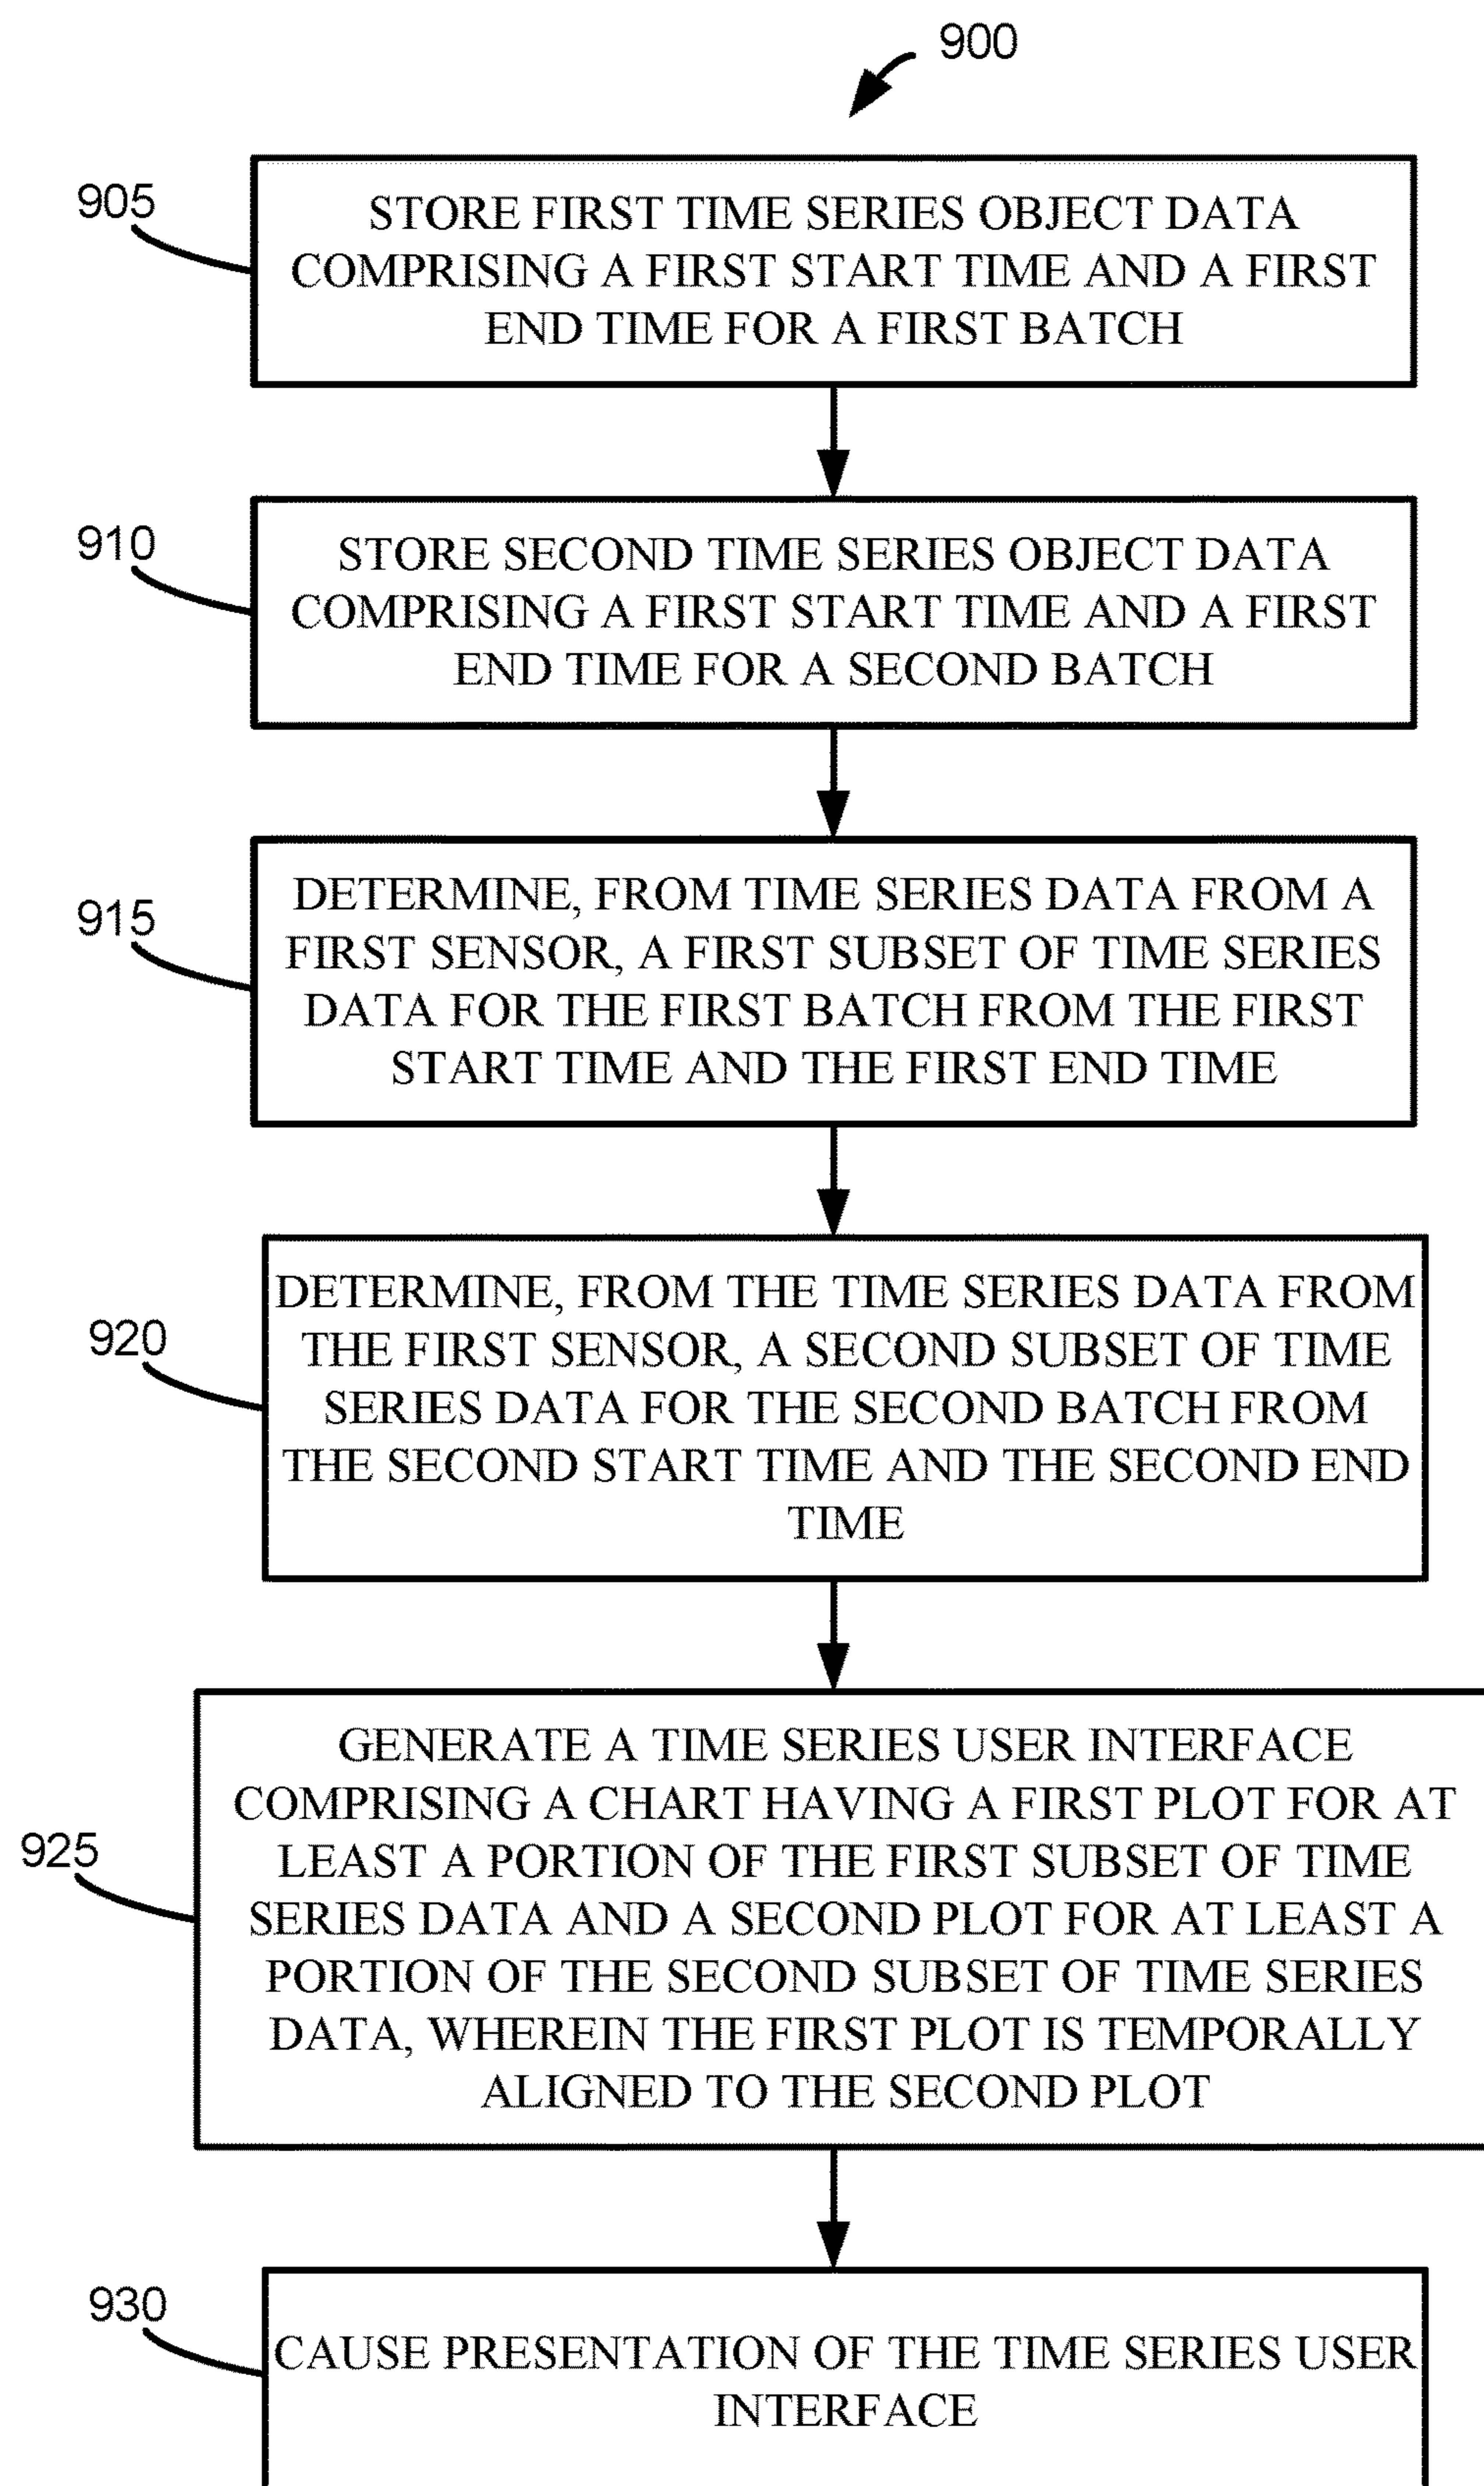 900
905
STORE FIRST TIME SERIES OBJECT DATA
COMPRISING A FIRST START TIME AND A FIRST
END TIME FOR A FIRST BATCH
910
STORE SECOND TIME SERIES OBJECT DATA
COMPRISING A FIRST START TIME AND A FIRST
END TIME FOR A SECOND BATCH
915
DETERMINE, FROM TIME SERIES DATA FROM A
FIRST SENSOR, A FIRST SUBSET OF TIME SERIES
DATA FOR THE FIRST BATCH FROM THE FIRST
START TIME AND THE FIRST END TIME
920
DETERMINE, FROM THE TIME SERIES DATA FROM
THE FIRST SENSOR, A SECOND SUBSET OF TIME
SERIES DATA FOR THE SECOND BATCH FROM
THE SECOND START TIME AND THE SECOND END
TIME
925
GENERATE A TIME SERIES USER INTERFACE
COMPRISING A CHART HAVING A FIRST PLOT FOR AT
LEAST A PORTION OF THE FIRST SUBSET OF TIME
SERIES DATA AND A SECOND PLOT FOR AT LEAST A
PORTION OF THE SECOND SUBSET OF TIME SERIES
DATA, WHEREIN THE FIRST PLOT IS TEMPORALLY
ALIGNED TO THE SECOND PLOT
930
CAUSE PRESENTATION OF THE TIME SERIES USER
INTERFACE